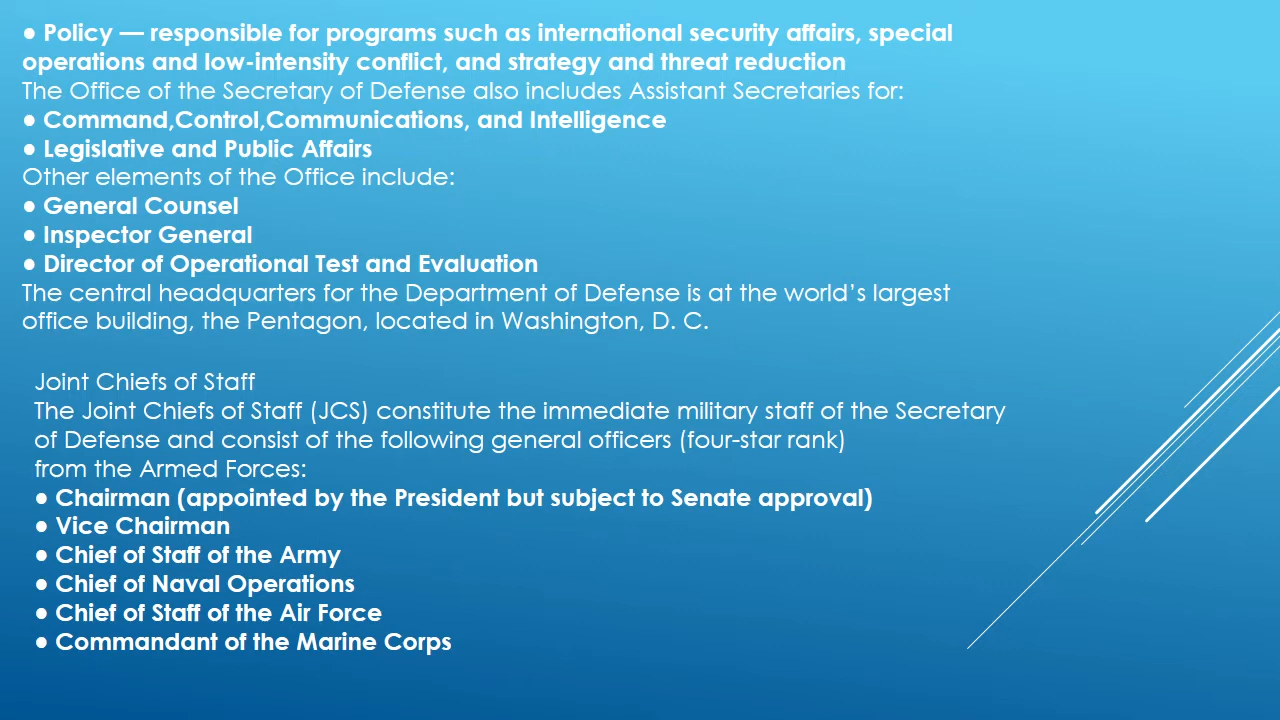 ● Policy — responsible for programs such as international security affairs, special
operations and low-intensity conflict, and strategy and threat reduction
The Office of the Secretary of Defense also includes Assistant Secretaries for:
● Command,Control,Communications, and Intelligence
● Legislative and Public Affairs
Other elements of the Office include:
● General Counsel
● Inspector General
● Director of Operational Test and Evaluation
The central headquarters for the Department of Defense is at the world’s largest
office building, the Pentagon, located in Washington, D. C.
Joint Chiefs of Staff
The Joint Chiefs of Staff (JCS) constitute the immediate military staff of the Secretary
of Defense and consist of the following general officers (four-star rank)
from the Armed Forces:
● Chairman (appointed by the President but subject to Senate approval)
● Vice Chairman
● Chief of Staff of the Army
● Chief of Naval Operations
● Chief of Staff of the Air Force
● Commandant of the Marine Corps